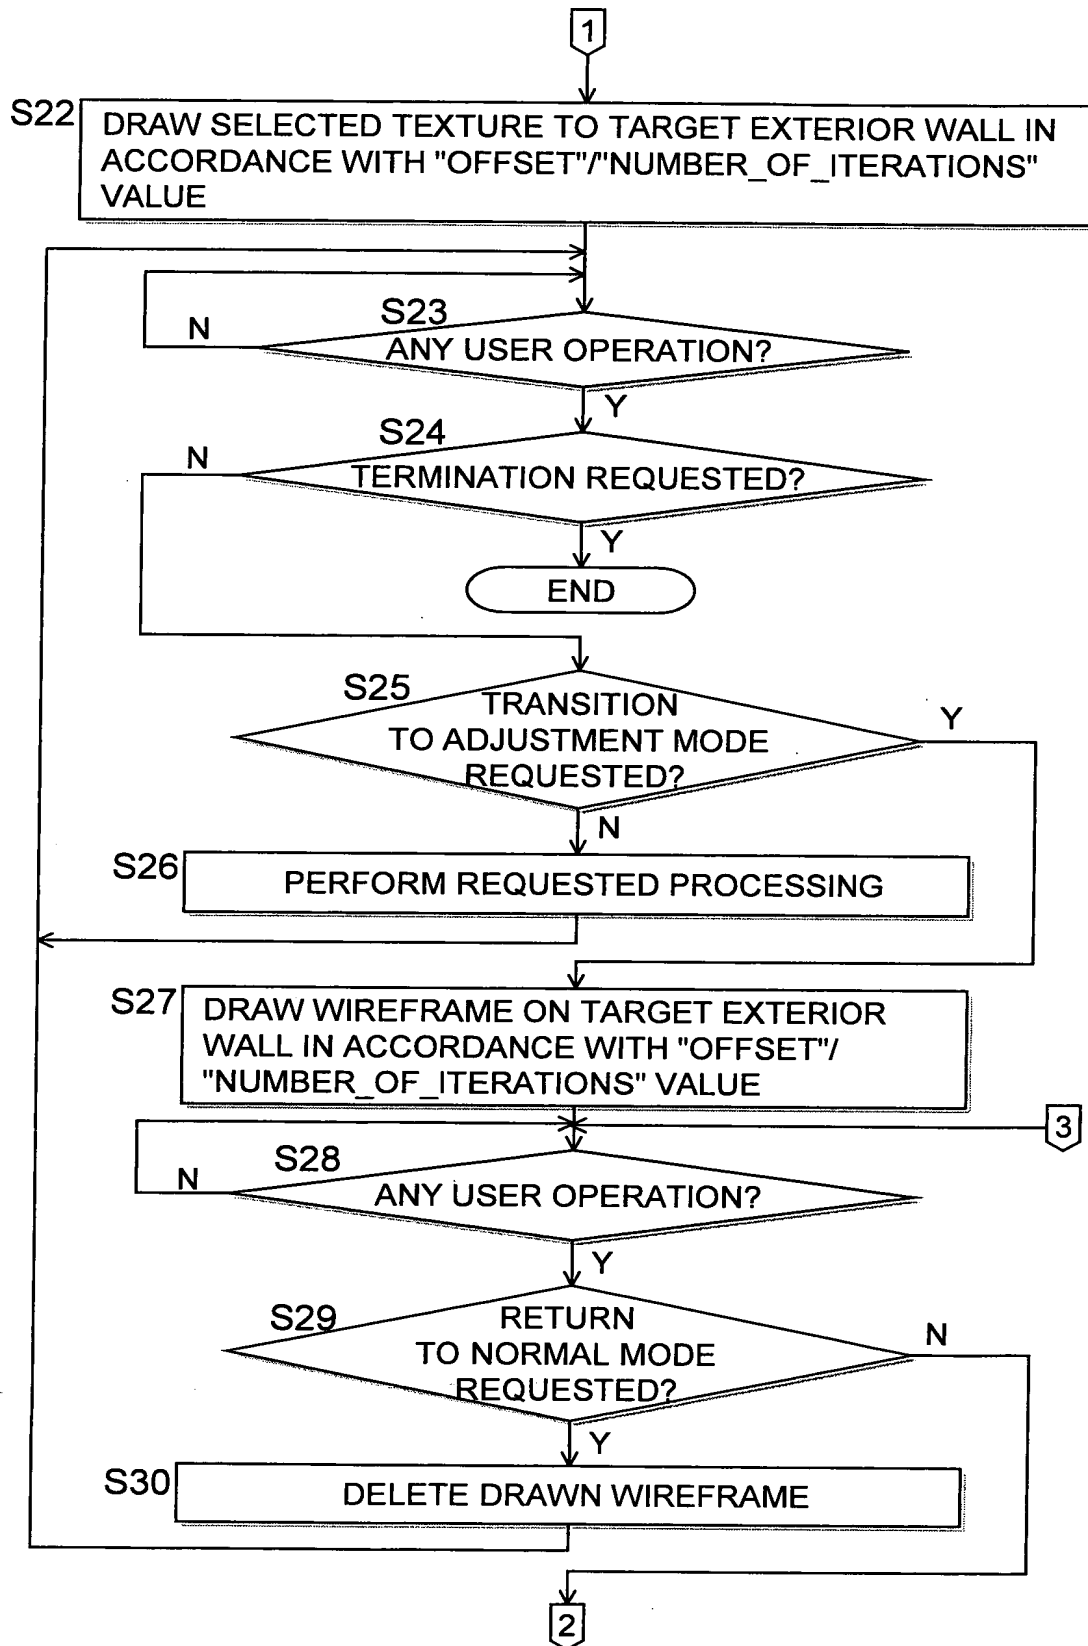 1
S22
DRAW SELECTED TEXTURE TO TARGET EXTERIOR WALL IN
ACCORDANCE WITH "OFFSET"/"NUMBER_OF_ITERATIONS"
VALUE
S23
N
ANY USER OPERATION?
Y
S24
N
TERMINATION REQUESTED?
Y
END
S25
TRANSITION
TO ADJUSTMENT MODE
REQUESTED?
Y
N
S26
PERFORM REQUESTED PROCESSING
S27
DRAW WIREFRAME ON TARGET EXTERIOR
WALL IN ACCORDANCE WITH "OFFSET"/
"NUMBER_OF_ITERATIONS" VALUE
3
S28
N
ANY USER OPERATION?
Y
S29
RETURN
TO NORMAL MODE
REQUESTED?
N
Y
S30
DELETE DRAWN WIREFRAME
2